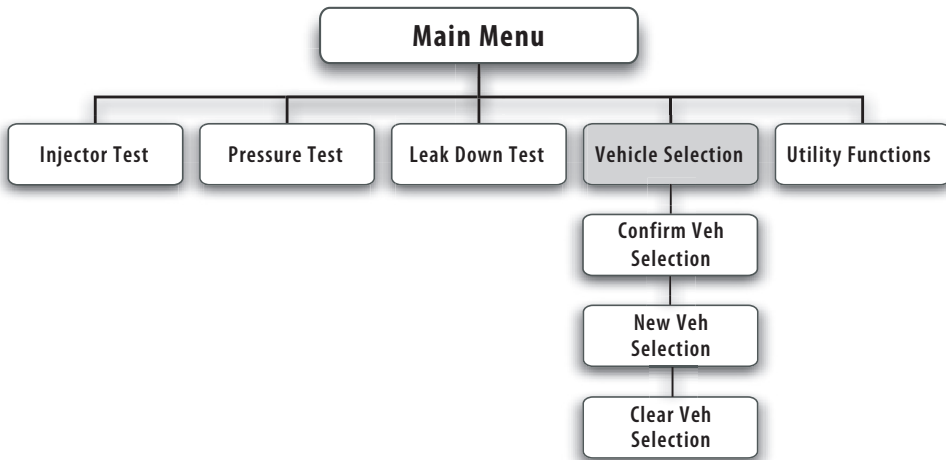 Main Menu
Injector Test
Pressure Test
Leak Down Test
Vehicle Selection
Utility Functions
Confirm Veh
Selection
New Veh
Selection
Clear Veh
Selection